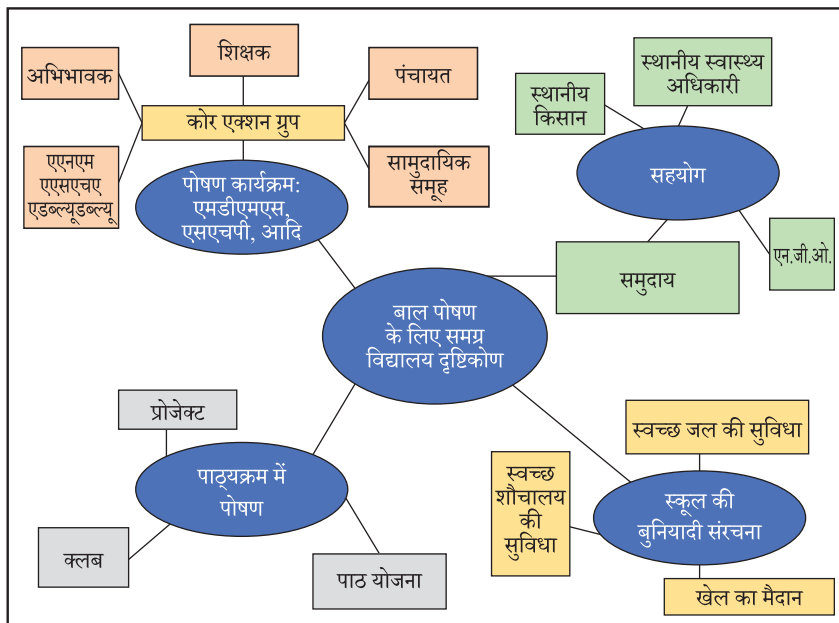 शिक्षक
अभिभावक
पंचायत
कोर एक्शन ग्रुप
एएनएम
एएसएचए
एडब्ल्यूडब्ल्यू
सामुदायिक
समूह
पोषण कार्यक्रम:
एमडीएमएस,
एसएचपी, आदि
स्थानीय स्वास्थ्य
अधिकारी
स्थानीय
किसान
सहयोग
एन.जी.ओ.
समुदाय
बाल पोषण
के लिए समग्र
विद्यालय दृष्टिकोण
प्रोजेक्ट
पाठ्यक्रम में
पोषण
क्लब
पाठ योजना
स्वच्छ जल की सुविधा
स्वच्छ
शौचालय
की
सुविधा
स्कूल की
बुनियादी संरचना
खेल का मैदान